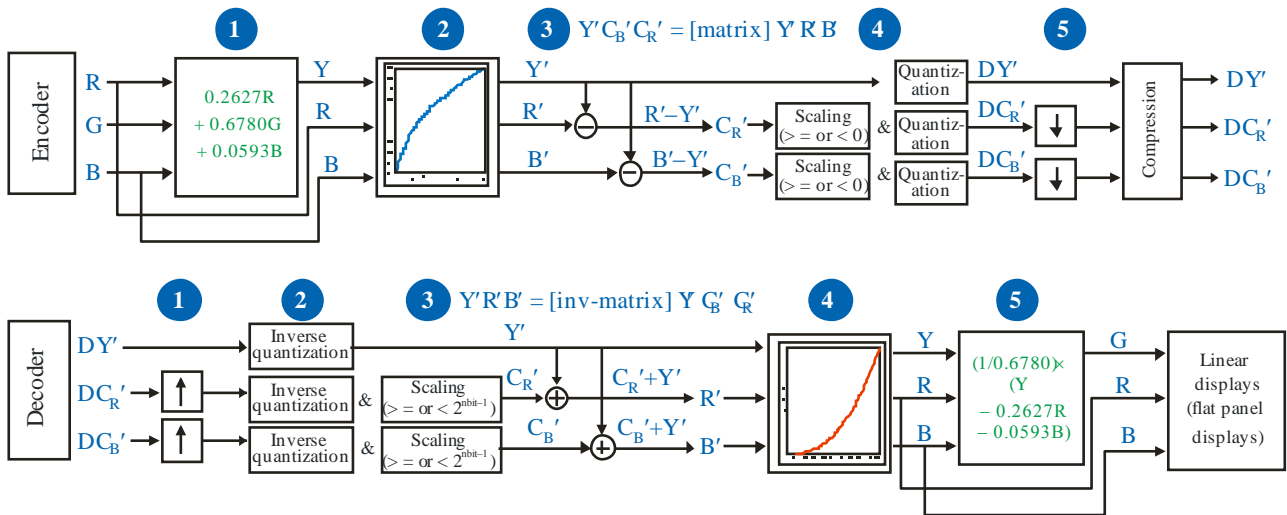 1 2 3 Y′C_B′C_R′ = [matrix] Y′ R′ B′ 4 5
Encoder
R
G
B
0.2627R
+ 0.6780G
+ 0.0593B
Y
R
B
Y′
R′
B′
−
−
R′−Y′
B′−Y′
C_R′
C_B′
Scaling
(> = or < 0)
Scaling
(> = or < 0)
&
&
Quantiz-
ation
Quantiz-
ation
Quantiz-
ation
DY′
DC_R′
DC_B′
Compression
DY′
DC_R′
DC_B′
1 2 3 Y′R′B′ = [inv-matrix] Y′ C_B′ C_R′ 4 5
Decoder
DY′
DC_R′
DC_B′
Inverse
quantization
Inverse
quantization
Inverse
quantization
&
&
Scaling
(> = or < 2^{nbit−1})
Scaling
(> = or < 2^{nbit−1})
Y′
C_R′
C_B′
+
+
C_R′+Y′
C_B′+Y′
R′
B′
Y
R
B
(1/0.6780)×
(Y
− 0.2627R
− 0.0593B)
G
R
B
Linear
displays
(flat panel
displays)